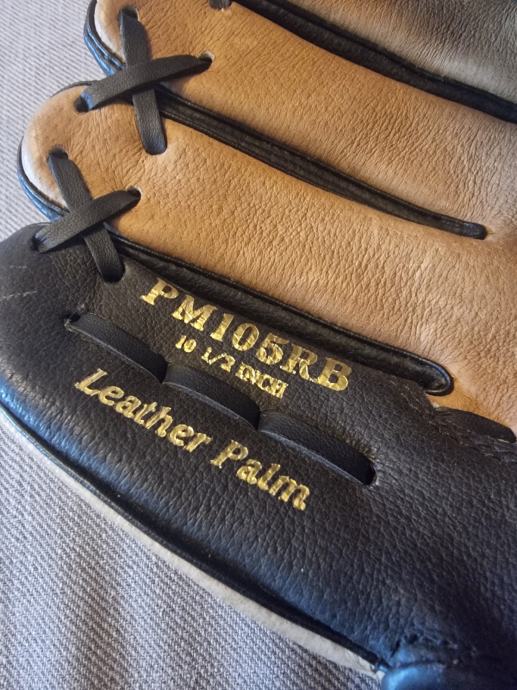 PM105RB
10 1/2 INCH
Leather Palm